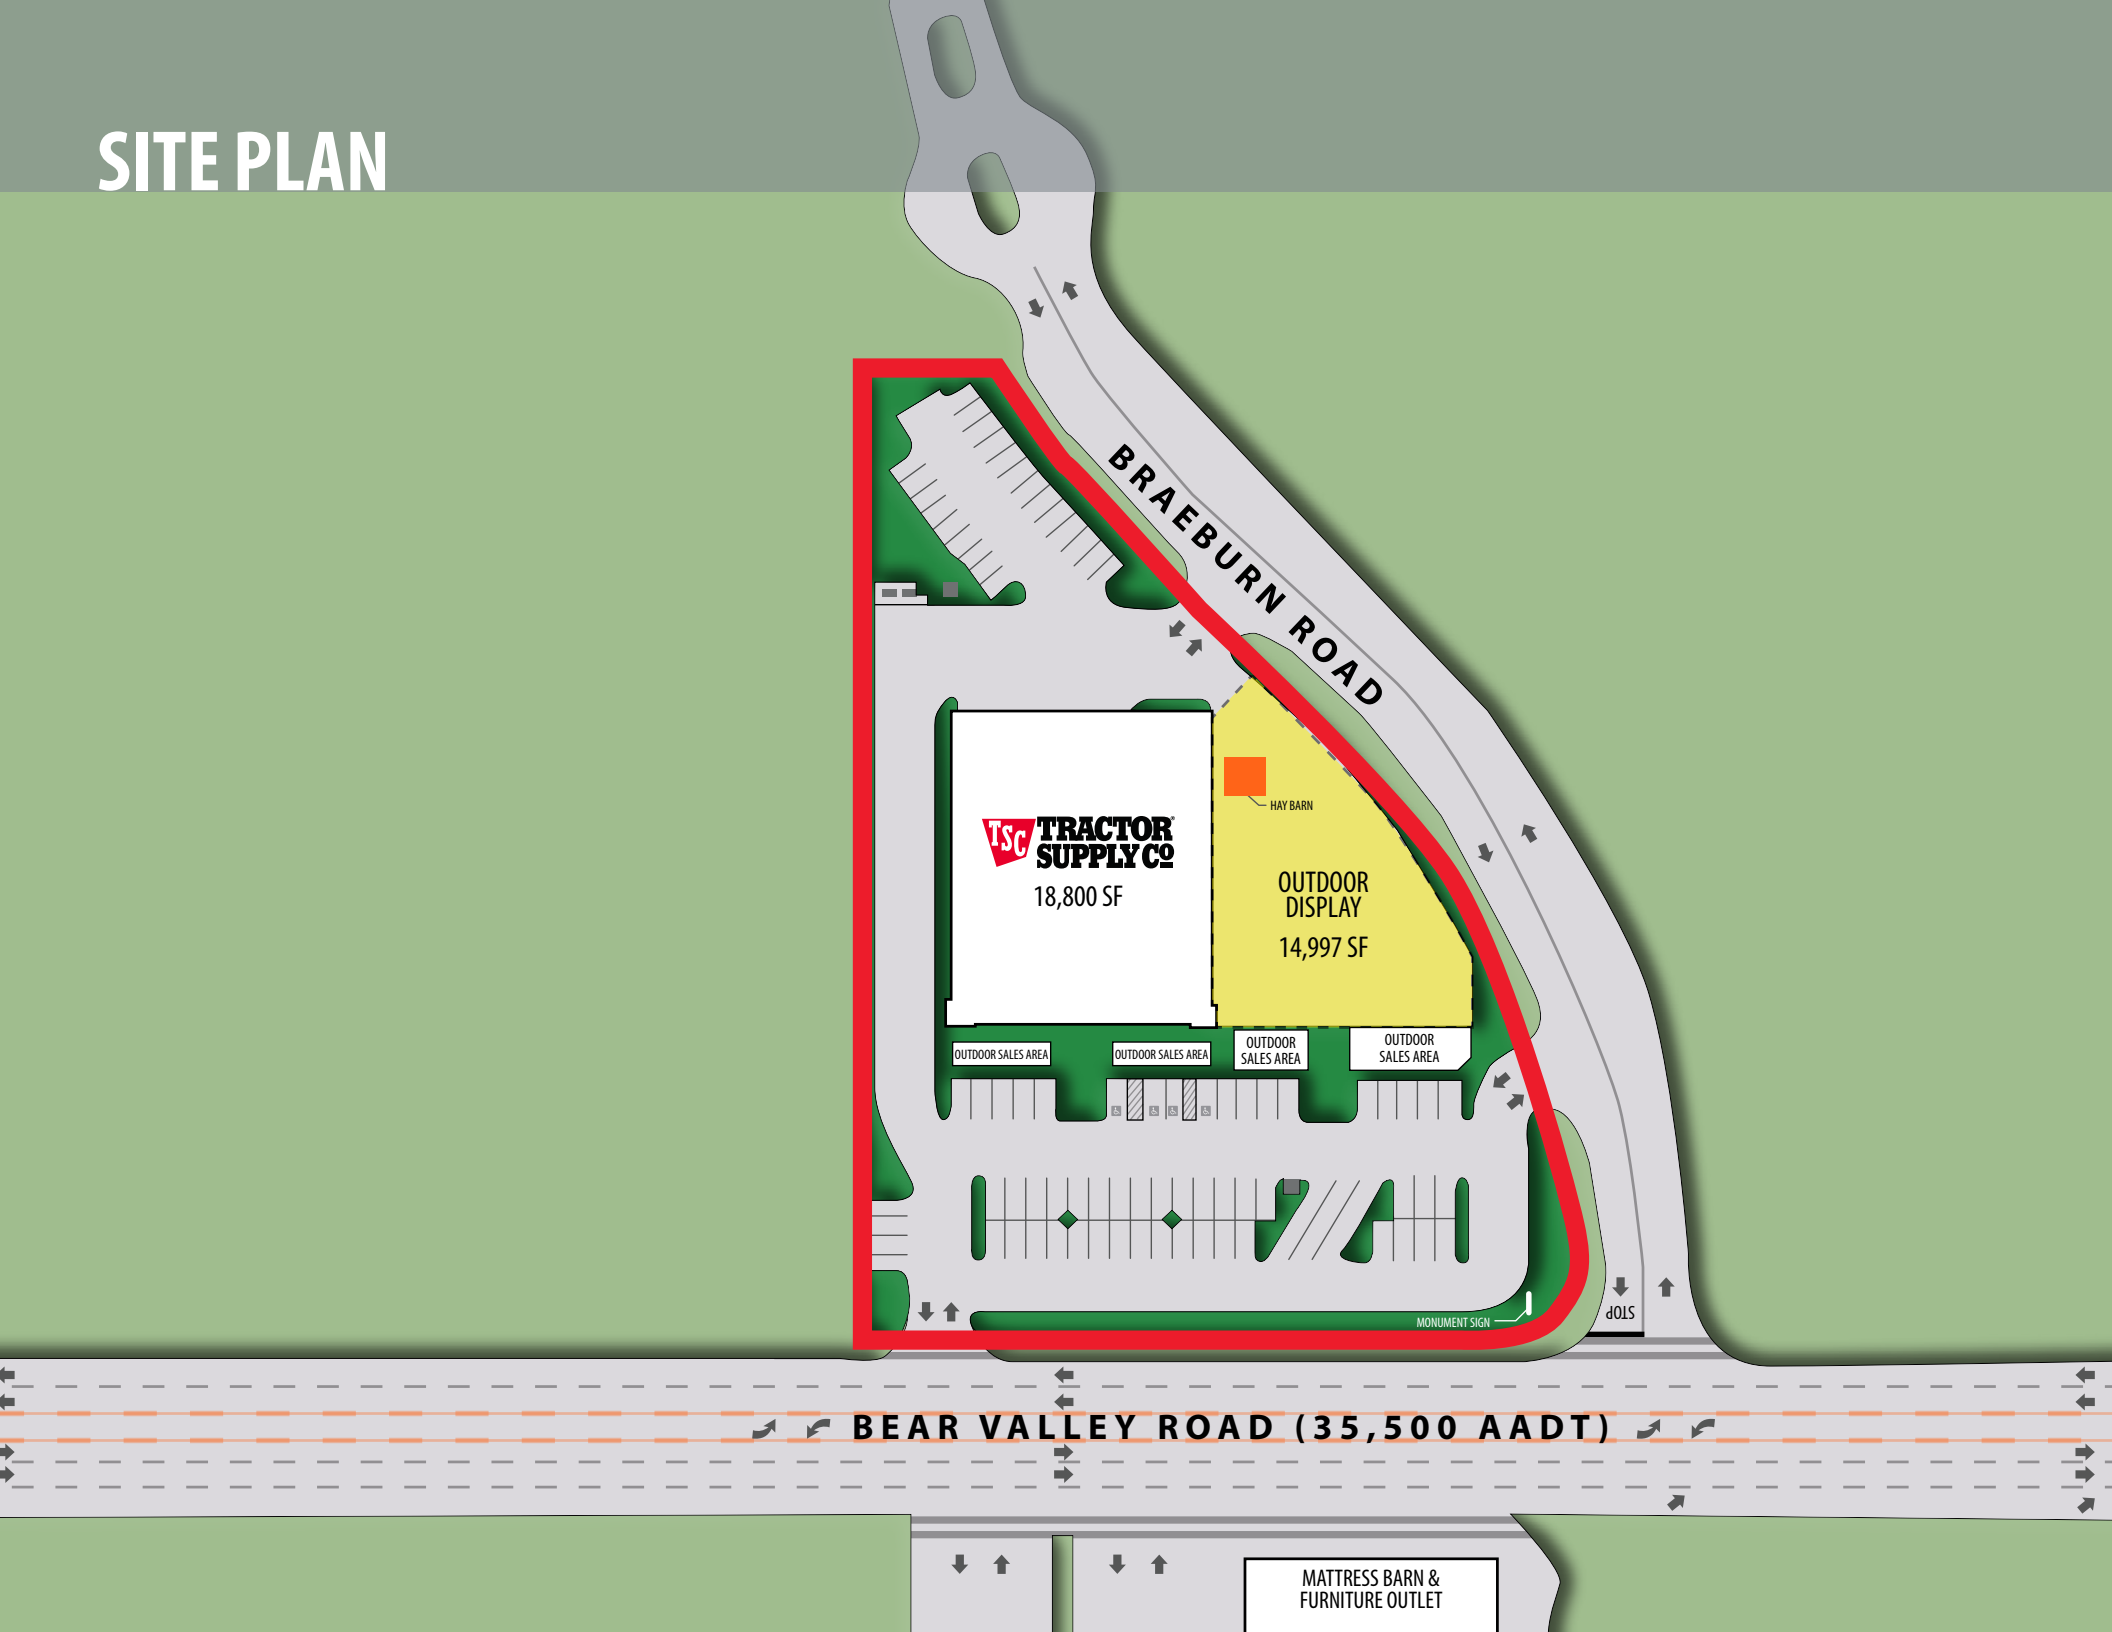 SITE PLAN
BRAEBURN ROAD
HAY BARN
TSC TRACTOR
SUPPLY CO
18,800 SF
OUTDOOR
DISPLAY
14,997 SF
OUTDOOR SALES AREA
OUTDOOR SALES AREA
OUTDOOR
SALES AREA
OUTDOOR
SALES AREA
MONUMENT SIGN
STOP
BEAR VALLEY ROAD (35,500 AADT)
MATTRESS BARN &
FURNITURE OUTLET